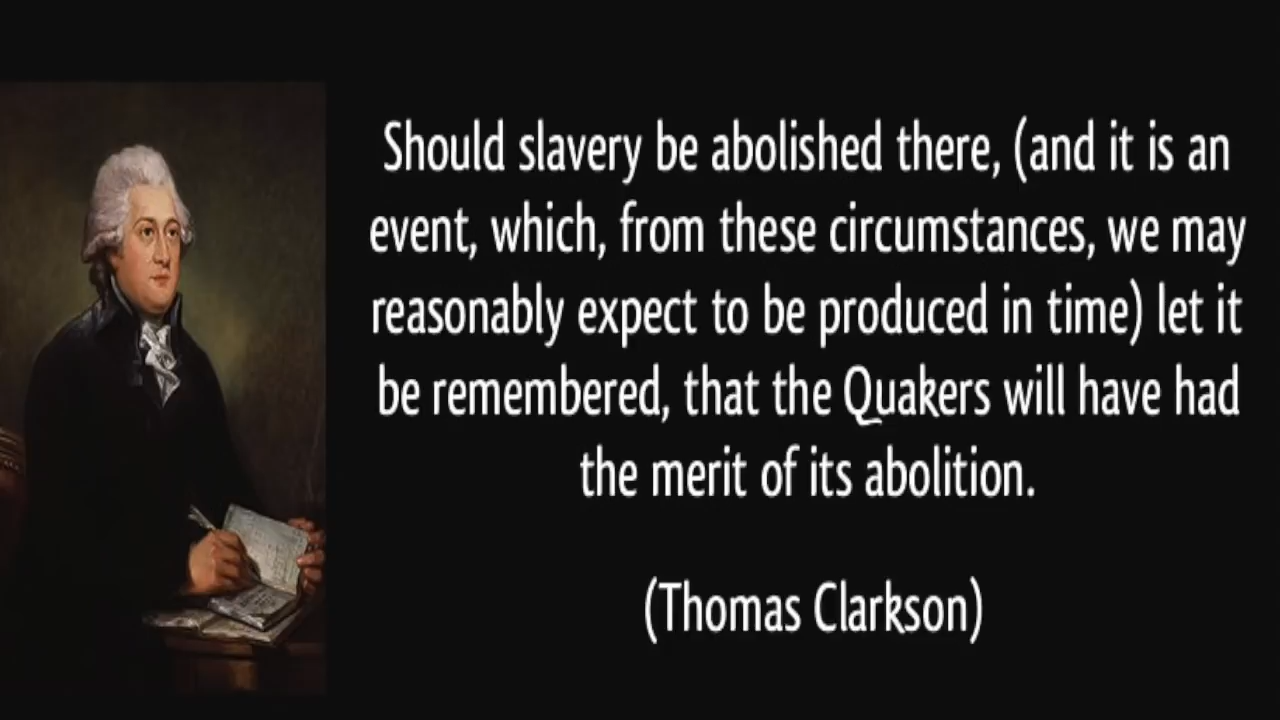 Should slavery be abolished there, (and it is an
event, which, from these circumstances, we may
reasonably expect to be produced in time) let it
be remembered, that the Quakers will have had
the merit of its abolition.
(Thomas Clarkson)